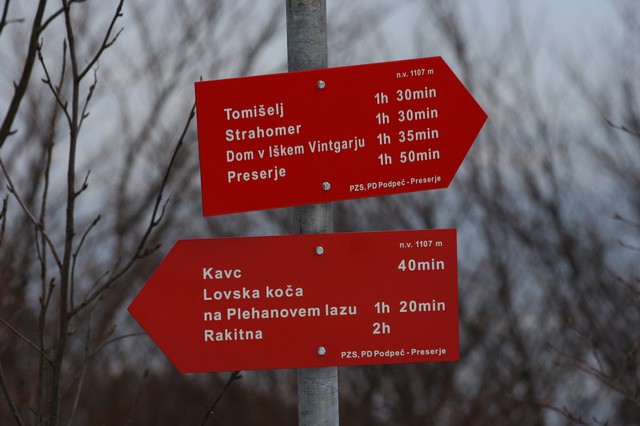 n.v. 1107 m
Tomišelj 1h 30min
Strahomer 1h 30min
Dom v Iškem Vintgarju 1h 35min
Preserje 1h 50min
PZS, PD Podpeč - Preserje
n.v. 1107 m
Kavc 40min
Lovska koča
na Plehanovem lazu 1h 20min
Rakitna 2h
PZS, PD Podpeč - Preserje